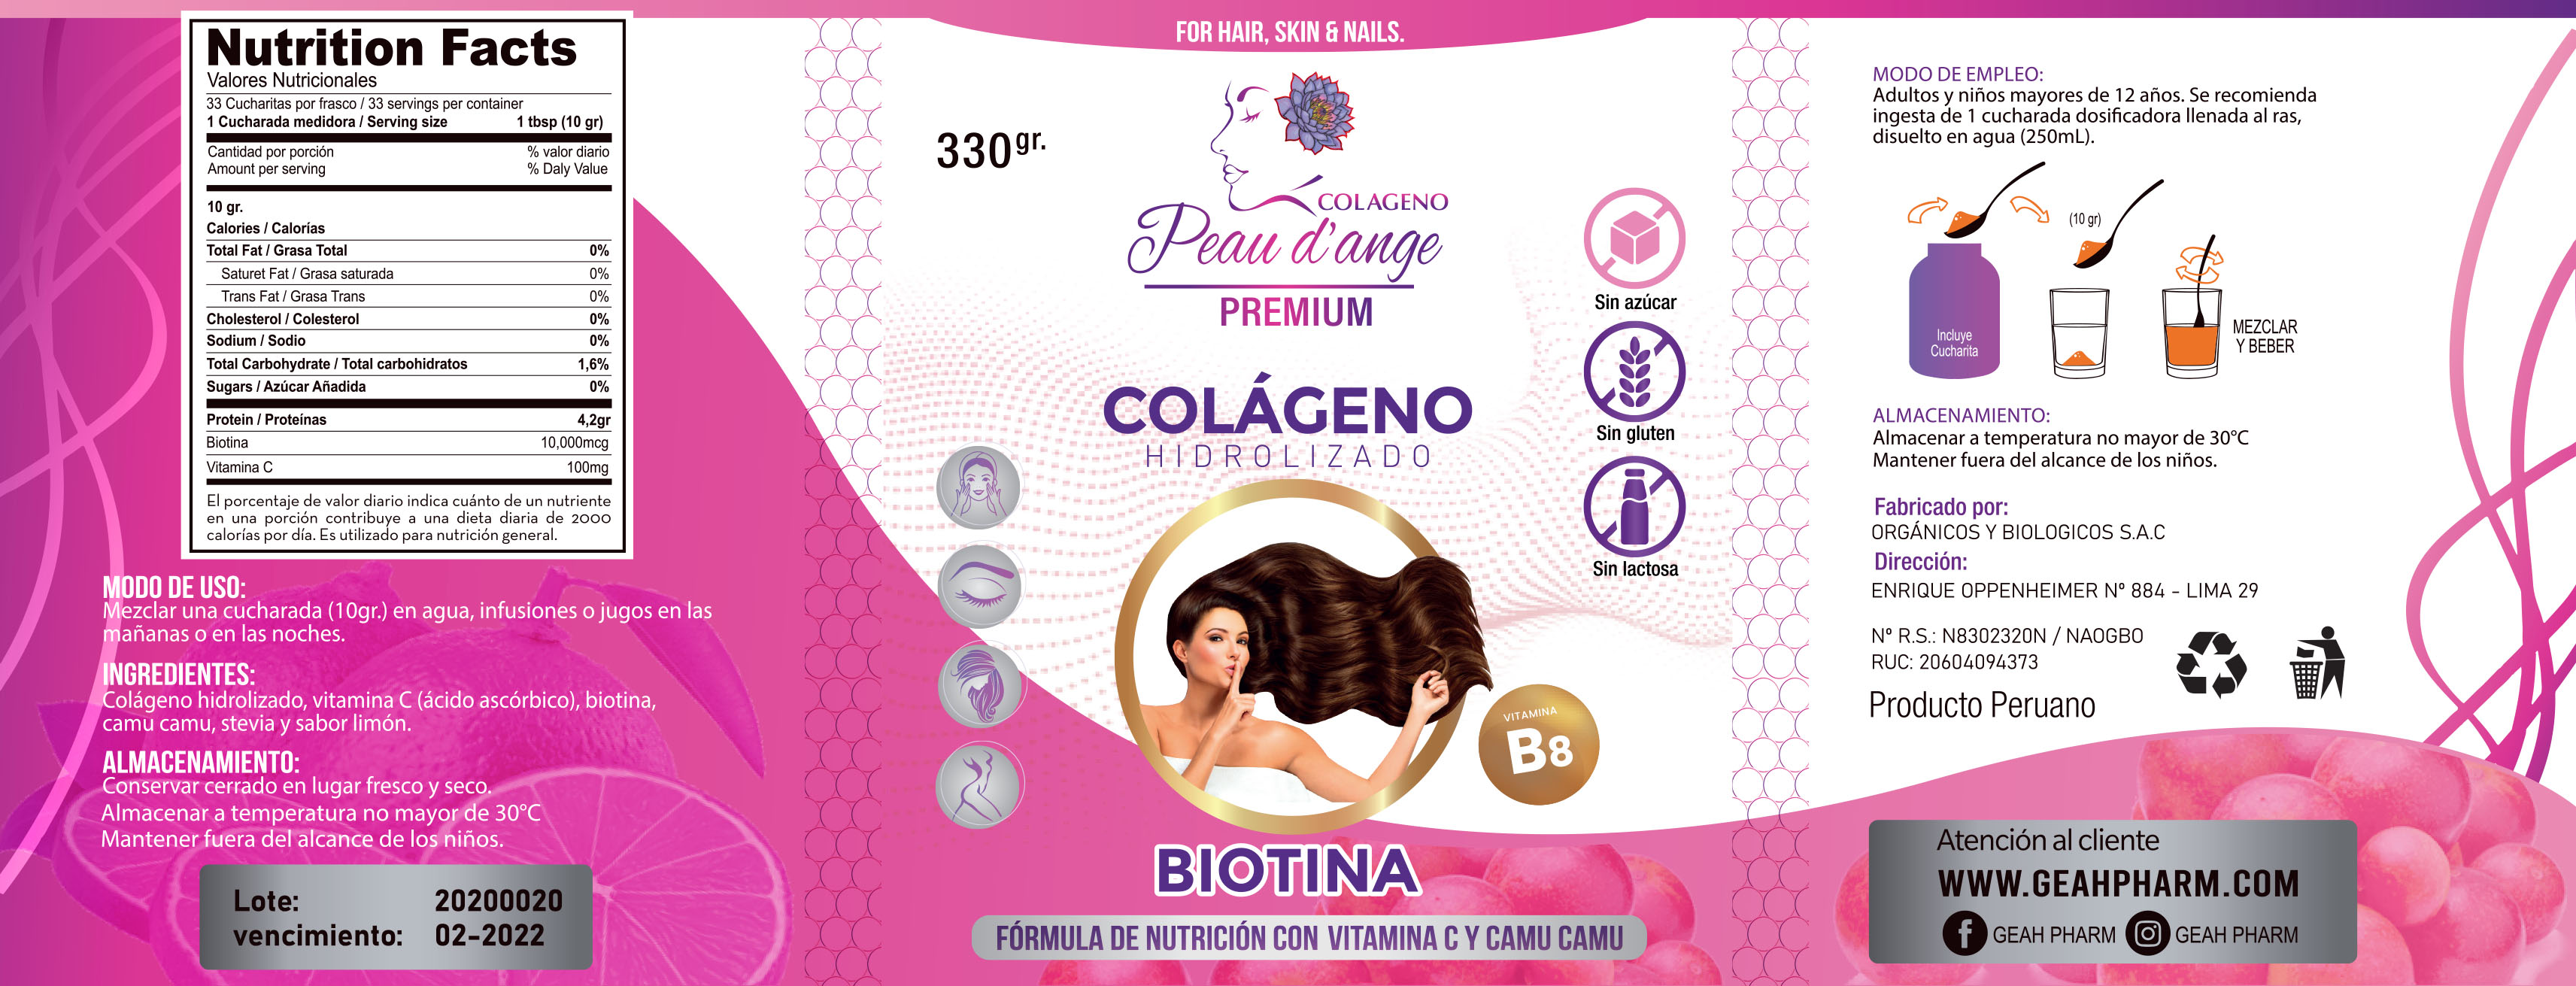 Nutrition Facts
Valores Nutricionales
33 Cucharitas por frasco / 33 servings per container
1 Cucharada medidora / Serving size 1 tbsp (10 gr)
Cantidad por porción % valor diario
Amount per serving % Daly Value
10 gr.
Calories / Calorías
Total Fat / Grasa Total 0%
Saturet Fat / Grasa saturada 0%
Trans Fat / Grasa Trans 0%
Cholesterol / Colesterol 0%
Sodium / Sodio 0%
Total Carbohydrate / Total carbohidratos 1,6%
Sugars / Azúcar Añadida 0%
Protein / Proteínas 4,2gr
Biotina 10,000mcg
Vitamina C 100mg
El porcentaje de valor diario indica cuánto de un nutriente
en una porción contribuye a una dieta diaria de 2000
calorías por día. Es utilizado para nutrición general.
MODO DE USO:
Mezclar una cucharada (10gr.) en agua, infusiones o jugos en las
mañanas o en las noches.
INGREDIENTES:
Colágeno hidrolizado, vitamina C (ácido ascórbico), biotina,
camu camu, stevia y sabor limón.
ALMACENAMIENTO:
Conservar cerrado en lugar fresco y seco.
Almacenar a temperatura no mayor de 30°C
Mantener fuera del alcance de los niños.
Lote: 20200020
vencimiento: 02-2022
FOR HAIR, SKIN & NAILS.
330 gr.
COLAGENO
Peau d'ange
PREMIUM
COLÁGENO
HIDROLIZADO
Sin azúcar
Sin gluten
Sin lactosa
VITAMINA
B8
BIOTINA
FÓRMULA DE NUTRICIÓN CON VITAMINA C Y CAMU CAMU
MODO DE EMPLEO:
Adultos y niños mayores de 12 años. Se recomienda
ingesta de 1 cucharada dosificadora llenada al ras,
disuelto en agua (250mL).
(10 gr)
Incluye
Cucharita
MEZCLAR
Y BEBER
ALMACENAMIENTO:
Almacenar a temperatura no mayor de 30°C
Mantener fuera del alcance de los niños.
Fabricado por:
ORGÁNICOS Y BIOLOGICOS S.A.C
Dirección:
ENRIQUE OPPENHEIMER Nº 884 - LIMA 29
Nº R.S.: N8302320N / NAOGBO
RUC: 20604094373
Producto Peruano
Atención al cliente
WWW.GEAHPHARM.COM
GEAH PHARM GEAH PHARM